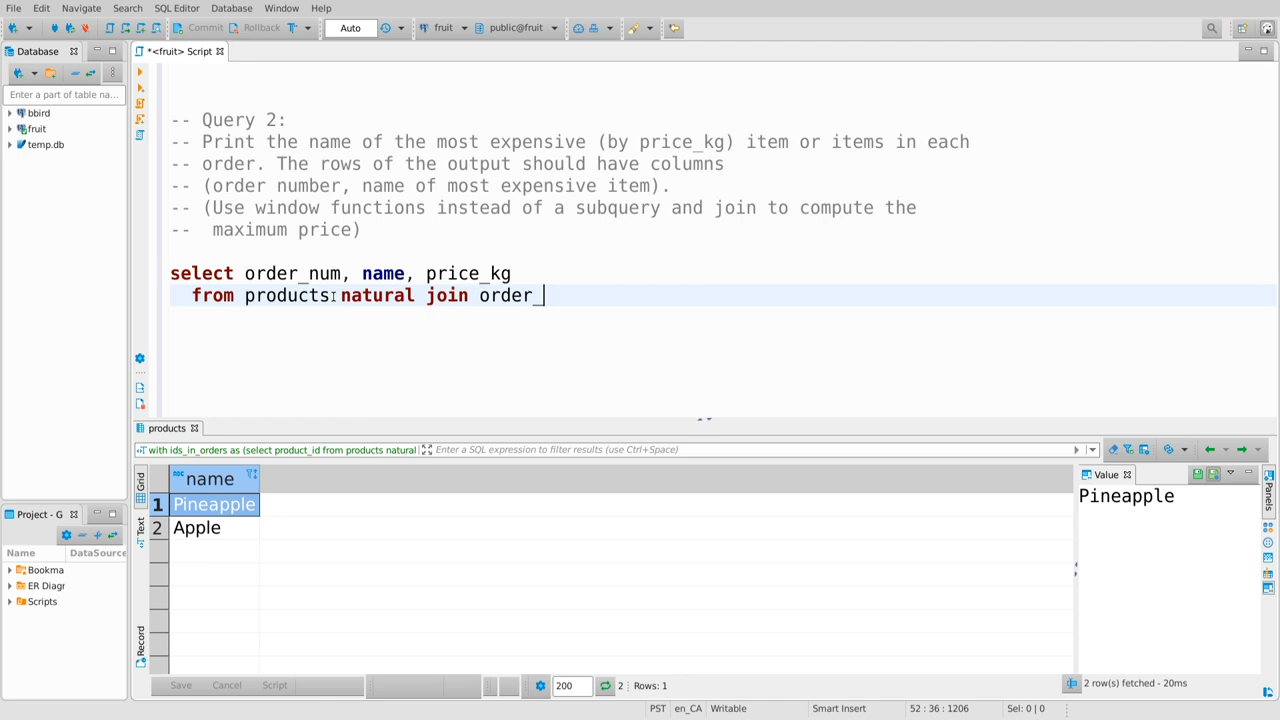 File Edit Navigate Search SQL Editor Database Window Help
Commit Rollback Auto fruit public@fruit
Database
*<fruit> Script
Enter a part of table na...
bbird
fruit
temp.db
-- Query 2:
-- Print the name of the most expensive (by price_kg) item or items in each
-- order. The rows of the output should have columns
-- (order number, name of most expensive item).
-- (Use window functions instead of a subquery and join to compute the
-- maximum price)
select order_num, name, price_kg
from products natural join order_
products
with ids_in_orders as (select product_id from products natural
Enter a SQL expression to filter results (use Ctrl+Space)
Grid
Text
Record
name
1 Pineapple
2 Apple
Value
Pineapple
Panels
Project - G
Name DataSource
Bookma
ER Diagr
Scripts
Save Cancel Script 200 2 Rows: 1
2 row(s) fetched - 20ms
PST en_CA Writable Smart Insert 52 : 36 : 1206 Sel: 0 | 0